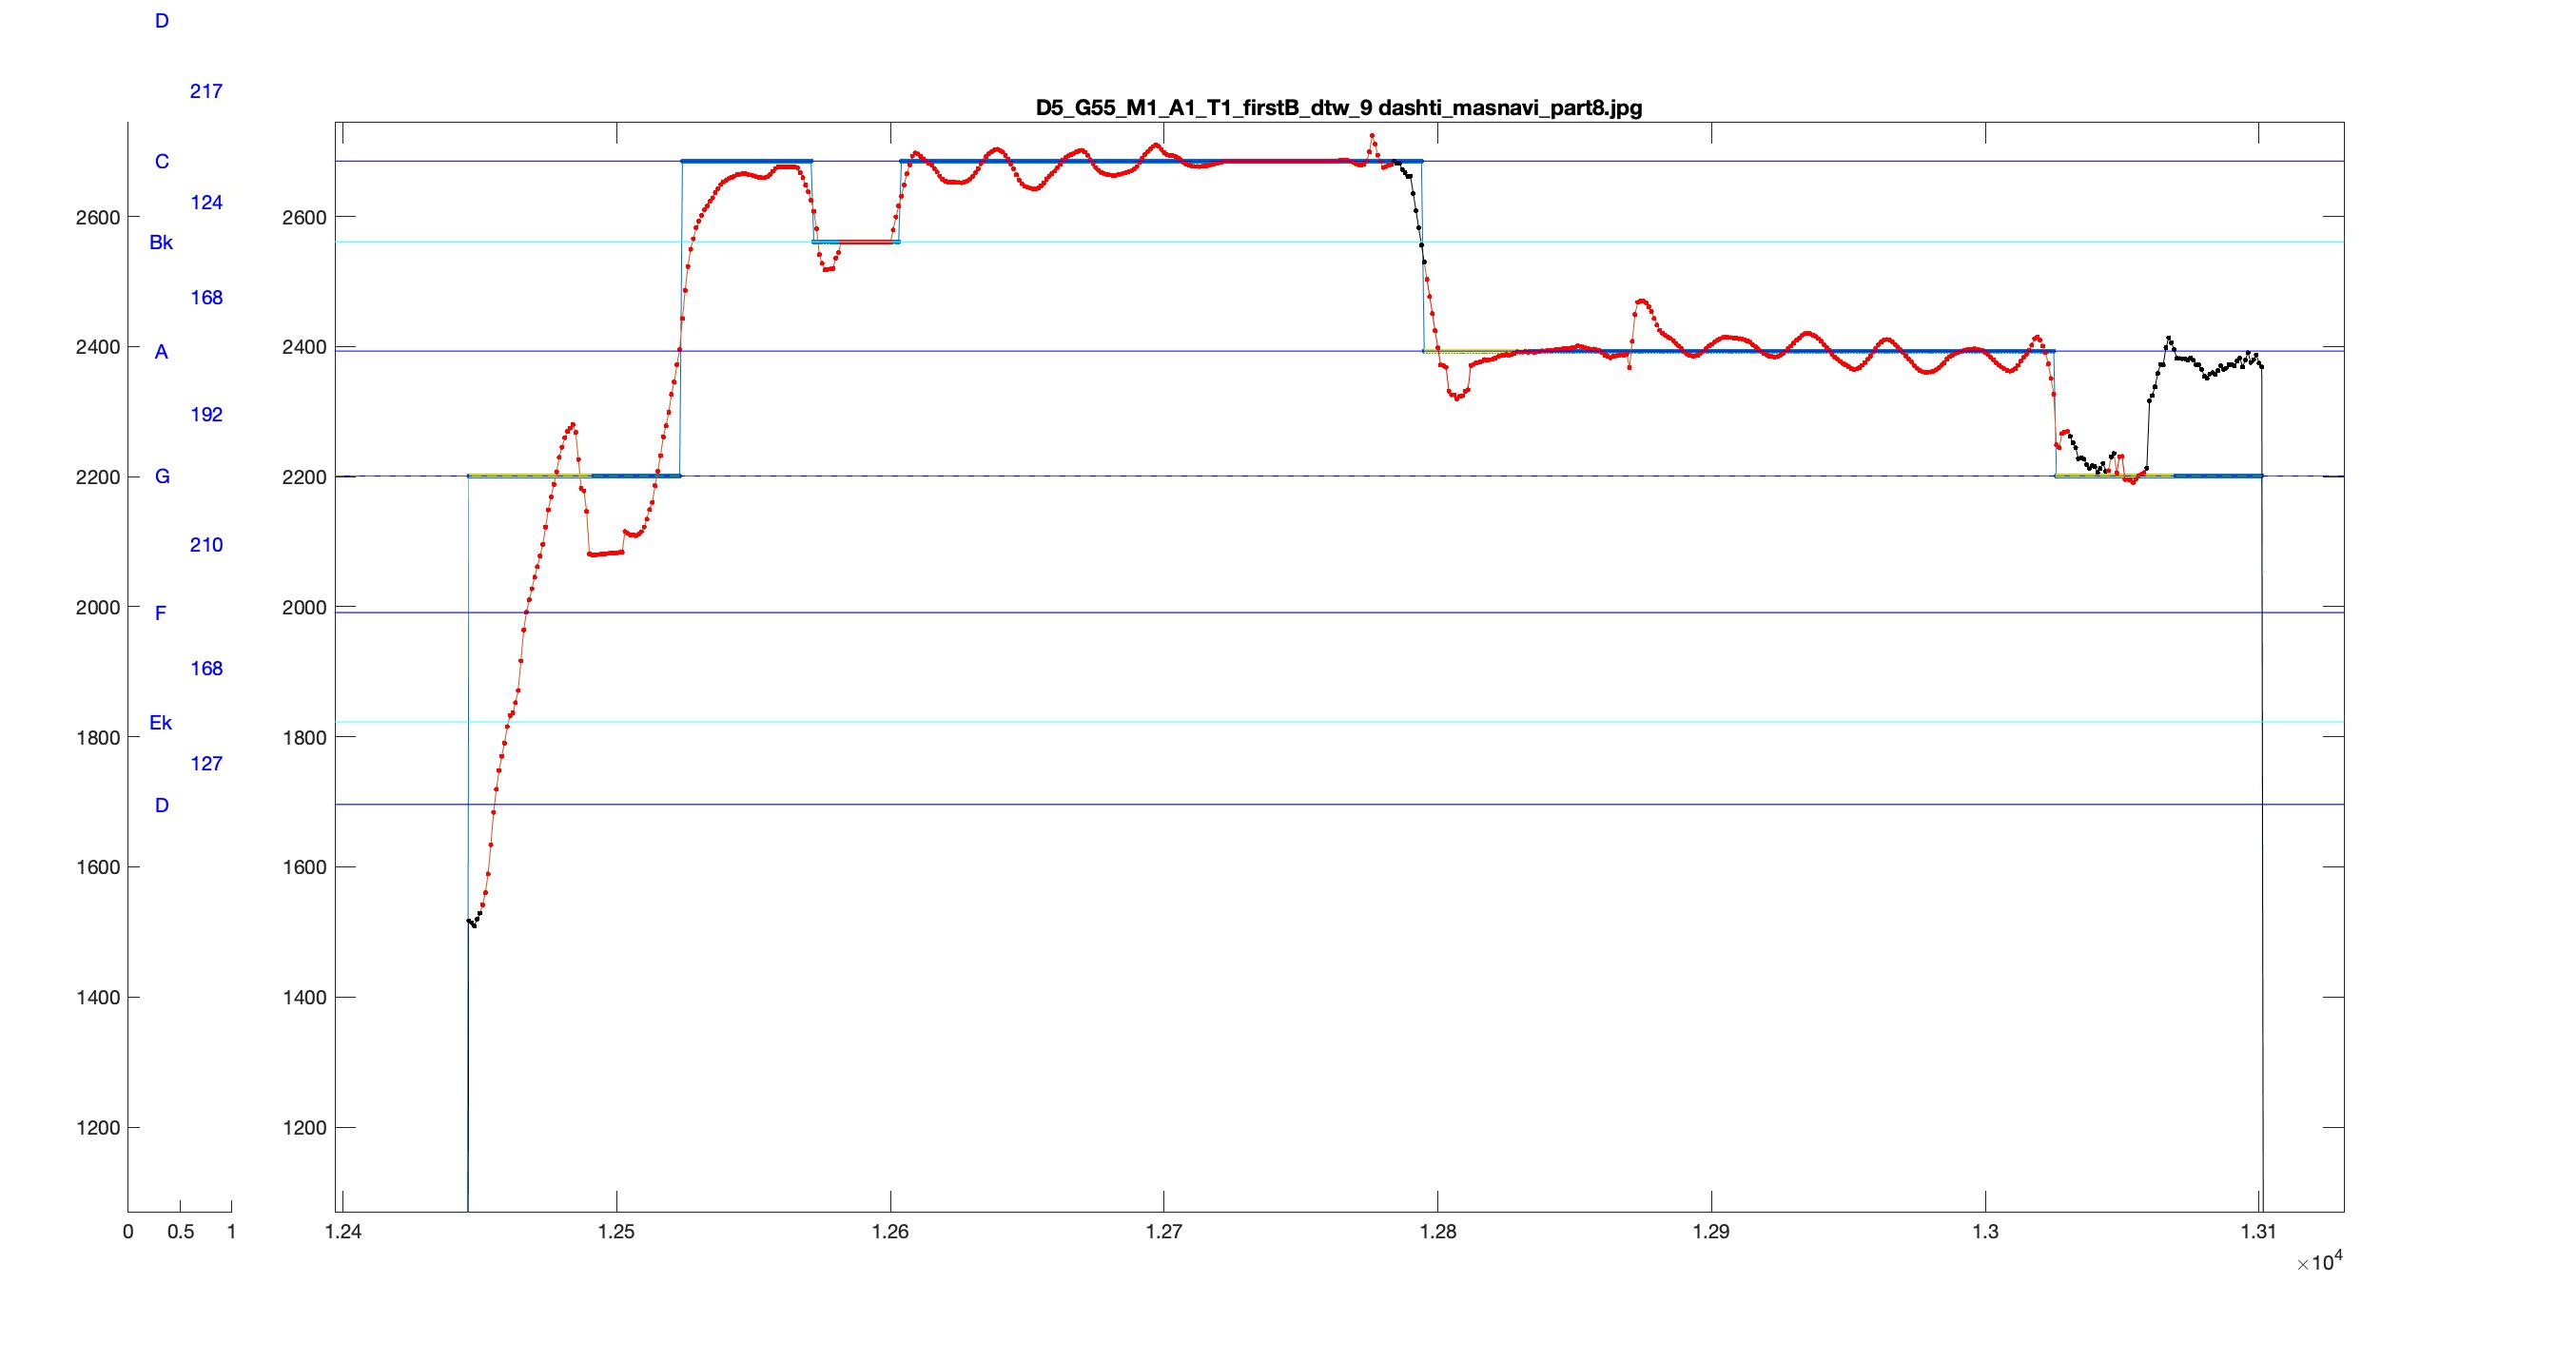 D
217
D5_G55_M1_A1_T1_firstB_dtw_9 dashti_masnavi_part8.jpg
C
124
2600 2600
Bk
168
2400 A 2400
192
2200 G 2200
210
2000 F 2000
168
Ek
1800 1800
127
D
1600 1600
1400 1400
1200 1200
0 0.5 1 1.24 1.25 1.26 1.27 1.28 1.29 1.3 1.31
×10⁴